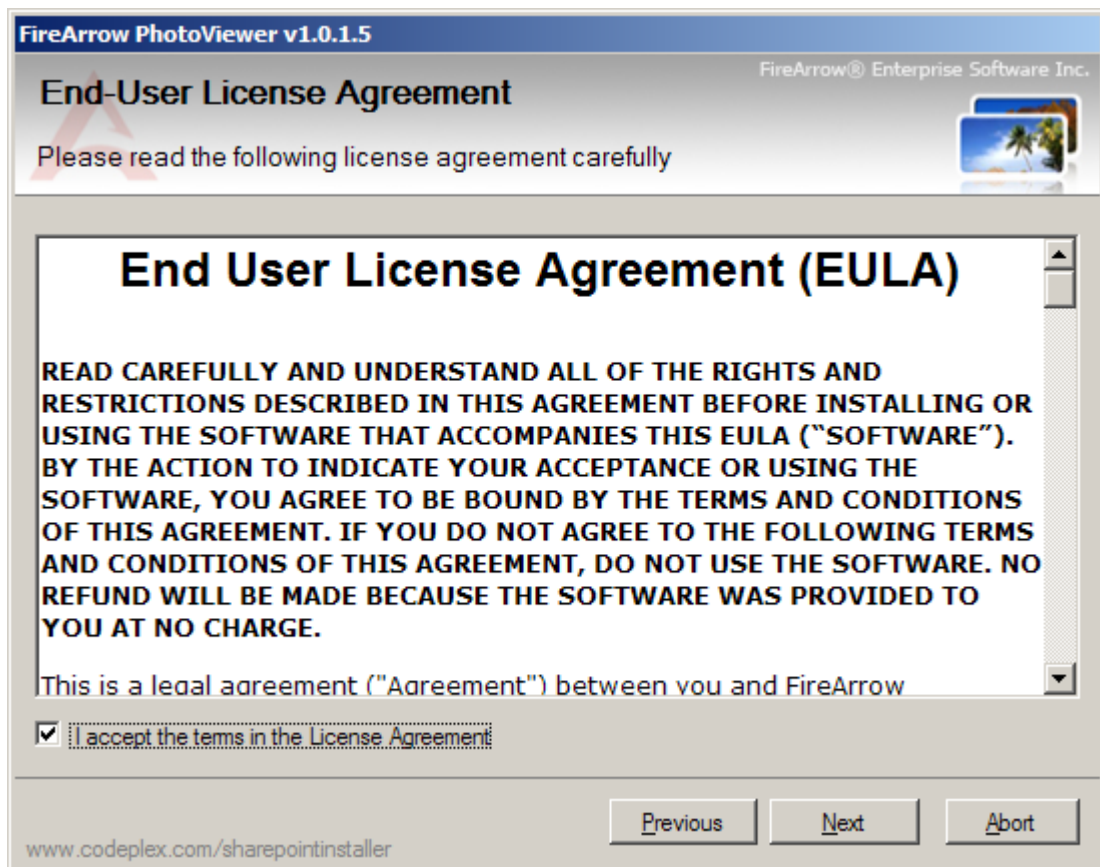 FireArrow PhotoViewer v1.0.1.5
FireArrow® Enterprise Software Inc.
End-User License Agreement
Please read the following license agreement carefully
End User License Agreement (EULA)
READ CAREFULLY AND UNDERSTAND ALL OF THE RIGHTS AND
RESTRICTIONS DESCRIBED IN THIS AGREEMENT BEFORE INSTALLING OR
USING THE SOFTWARE THAT ACCOMPANIES THIS EULA (“SOFTWARE”).
BY THE ACTION TO INDICATE YOUR ACCEPTANCE OR USING THE
SOFTWARE, YOU AGREE TO BE BOUND BY THE TERMS AND CONDITIONS
OF THIS AGREEMENT. IF YOU DO NOT AGREE TO THE FOLLOWING TERMS
AND CONDITIONS OF THIS AGREEMENT, DO NOT USE THE SOFTWARE. NO
REFUND WILL BE MADE BECAUSE THE SOFTWARE WAS PROVIDED TO
YOU AT NO CHARGE.
This is a legal agreement ("Agreement") between you and FireArrow
I accept the terms in the License Agreement
Previous Next Abort
www.codeplex.com/sharepointinstaller